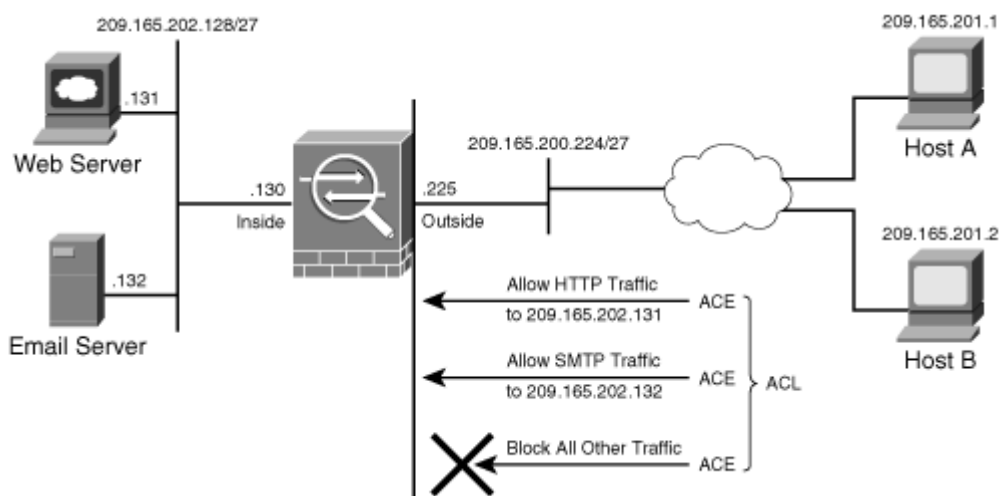 209.165.202.128/27
.131
Web Server
.132
Email Server
.130
Inside
.225
Outside
209.165.200.224/27
209.165.201.1
Host A
209.165.201.2
Host B
Allow HTTP Traffic
to 209.165.202.131
ACE
Allow SMTP Traffic
to 209.165.202.132
ACE
ACL
Block All Other Traffic
ACE